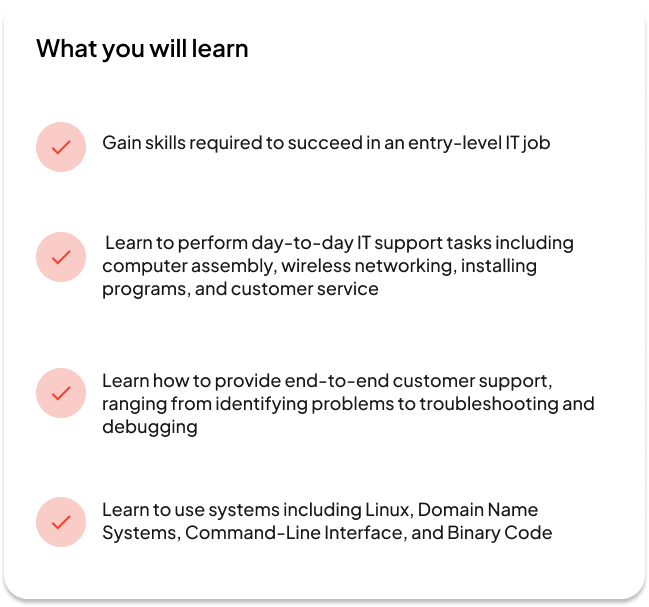 What you will learn
Gain skills required to succeed in an entry-level IT job
Learn to perform day-to-day IT support tasks including
computer assembly, wireless networking, installing
programs, and customer service
Learn how to provide end-to-end customer support,
ranging from identifying problems to troubleshooting and
debugging
Learn to use systems including Linux, Domain Name
Systems, Command-Line Interface, and Binary Code